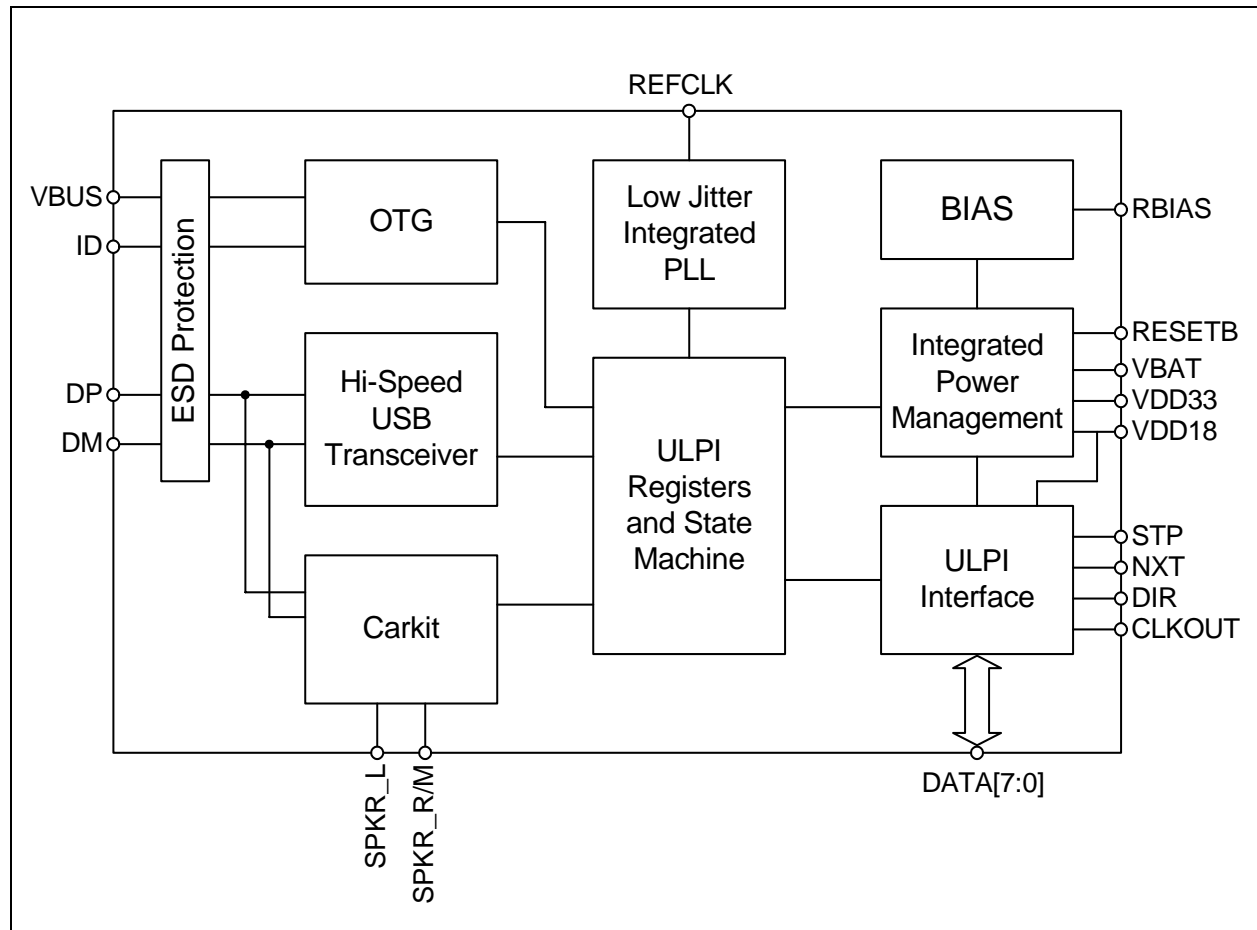 REFCLK
VBUS
ID
DP
DM
ESD Protection
OTG
Hi-Speed
USB
Transceiver
Carkit
SPKR_L
SPKR_R/M
Low Jitter
Integrated
PLL
ULPI
Registers
and State
Machine
BIAS
Integrated
Power
Management
ULPI
Interface
RBIAS
RESETB
VBAT
VDD33
VDD18
STP
NXT
DIR
CLKOUT
DATA[7:0]